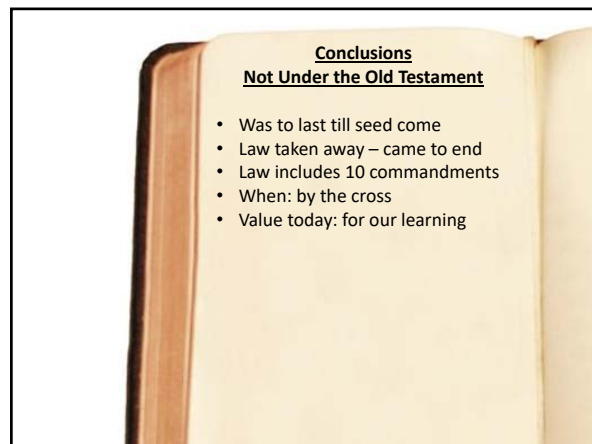 Conclusions
Not Under the Old Testament
• Was to last till seed come
• Law taken away – came to end
• Law includes 10 commandments
• When: by the cross
• Value today: for our learning